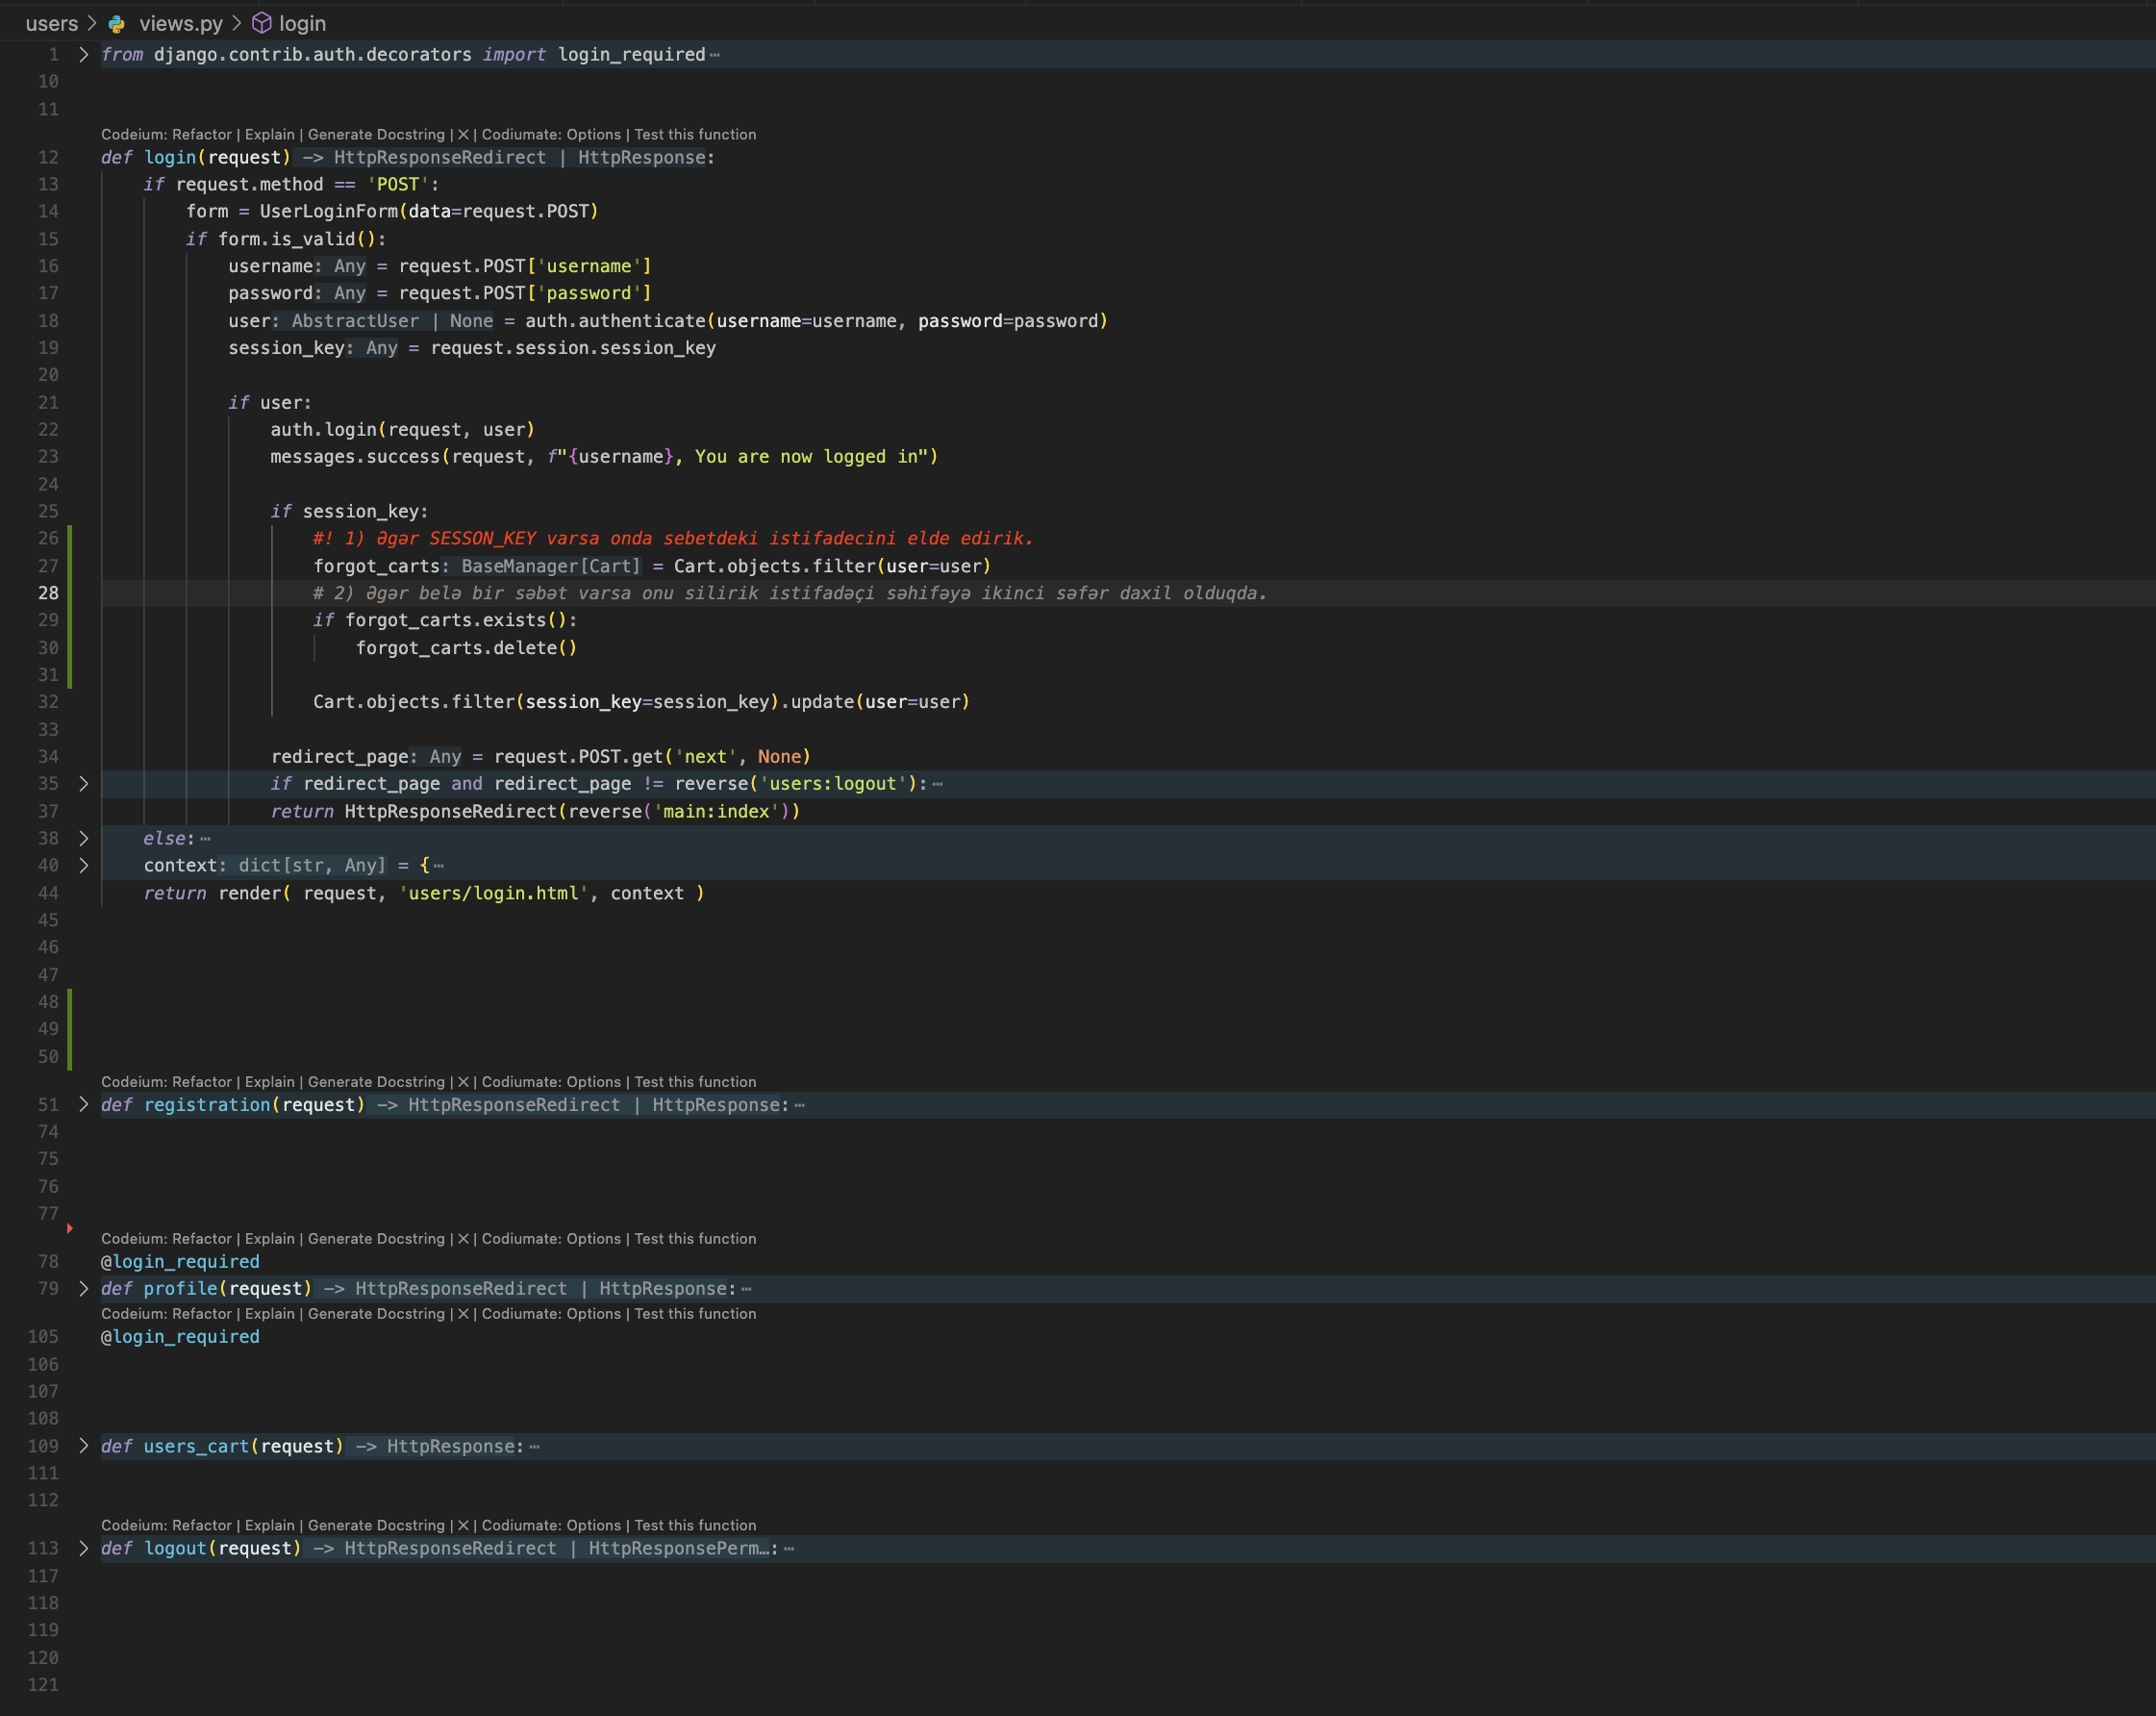 users > views.py > login
1 > from django.contrib.auth.decorators import login_required…
10
11
Codeium: Refactor | Explain | Generate Docstring | X | Codiumate: Options | Test this function
12 def login(request) -> HttpResponseRedirect | HttpResponse:
13 if request.method == 'POST':
14 form = UserLoginForm(data=request.POST)
15 if form.is_valid():
16 username: Any = request.POST['username']
17 password: Any = request.POST['password']
18 user: AbstractUser | None = auth.authenticate(username=username, password=password)
19 session_key: Any = request.session.session_key
20
21 if user:
22 auth.login(request, user)
23 messages.success(request, f"{username}, You are now logged in")
24
25 if session_key:
26 #! 1) Əgər SESSON_KEY varsa onda sebetdeki istifadecini elde edirik.
27 forgot_carts: BaseManager[Cart] = Cart.objects.filter(user=user)
28 # 2) Əgər belə bir səbət varsa onu silirik istifadəçi səhifəyə ikinci səfər daxil olduqda.
29 if forgot_carts.exists():
30 forgot_carts.delete()
31
32 Cart.objects.filter(session_key=session_key).update(user=user)
33
34 redirect_page: Any = request.POST.get('next', None)
35 > if redirect_page and redirect_page != reverse('users:logout'):…
37 return HttpResponseRedirect(reverse('main:index'))
38 > else:…
40 > context: dict[str, Any] = {…
44 return render( request, 'users/login.html', context )
45
46
47
48
49
50
Codeium: Refactor | Explain | Generate Docstring | X | Codiumate: Options | Test this function
51 > def registration(request) -> HttpResponseRedirect | HttpResponse:…
74
75
76
77
Codeium: Refactor | Explain | Generate Docstring | X | Codiumate: Options | Test this function
78 @login_required
79 > def profile(request) -> HttpResponseRedirect | HttpResponse:…
Codeium: Refactor | Explain | Generate Docstring | X | Codiumate: Options | Test this function
105 @login_required
106
107
108
109 > def users_cart(request) -> HttpResponse:…
111
112
Codeium: Refactor | Explain | Generate Docstring | X | Codiumate: Options | Test this function
113 > def logout(request) -> HttpResponseRedirect | HttpResponsePerm…:…
117
118
119
120
121